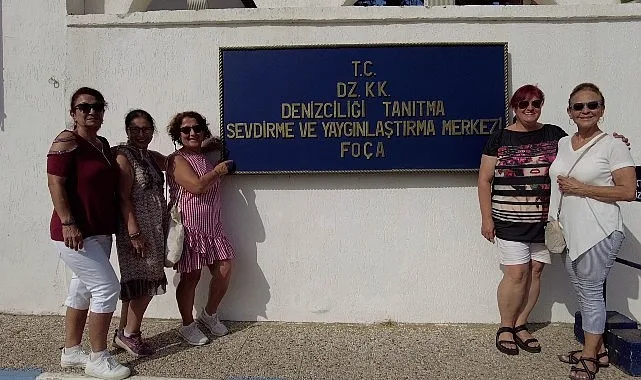 T.C.
DZ. KK.
DENİZCİLİĞİ TANITMA
SEVDİRME VE YAYGINLAŞTIRMA MERKEZİ
FOÇA